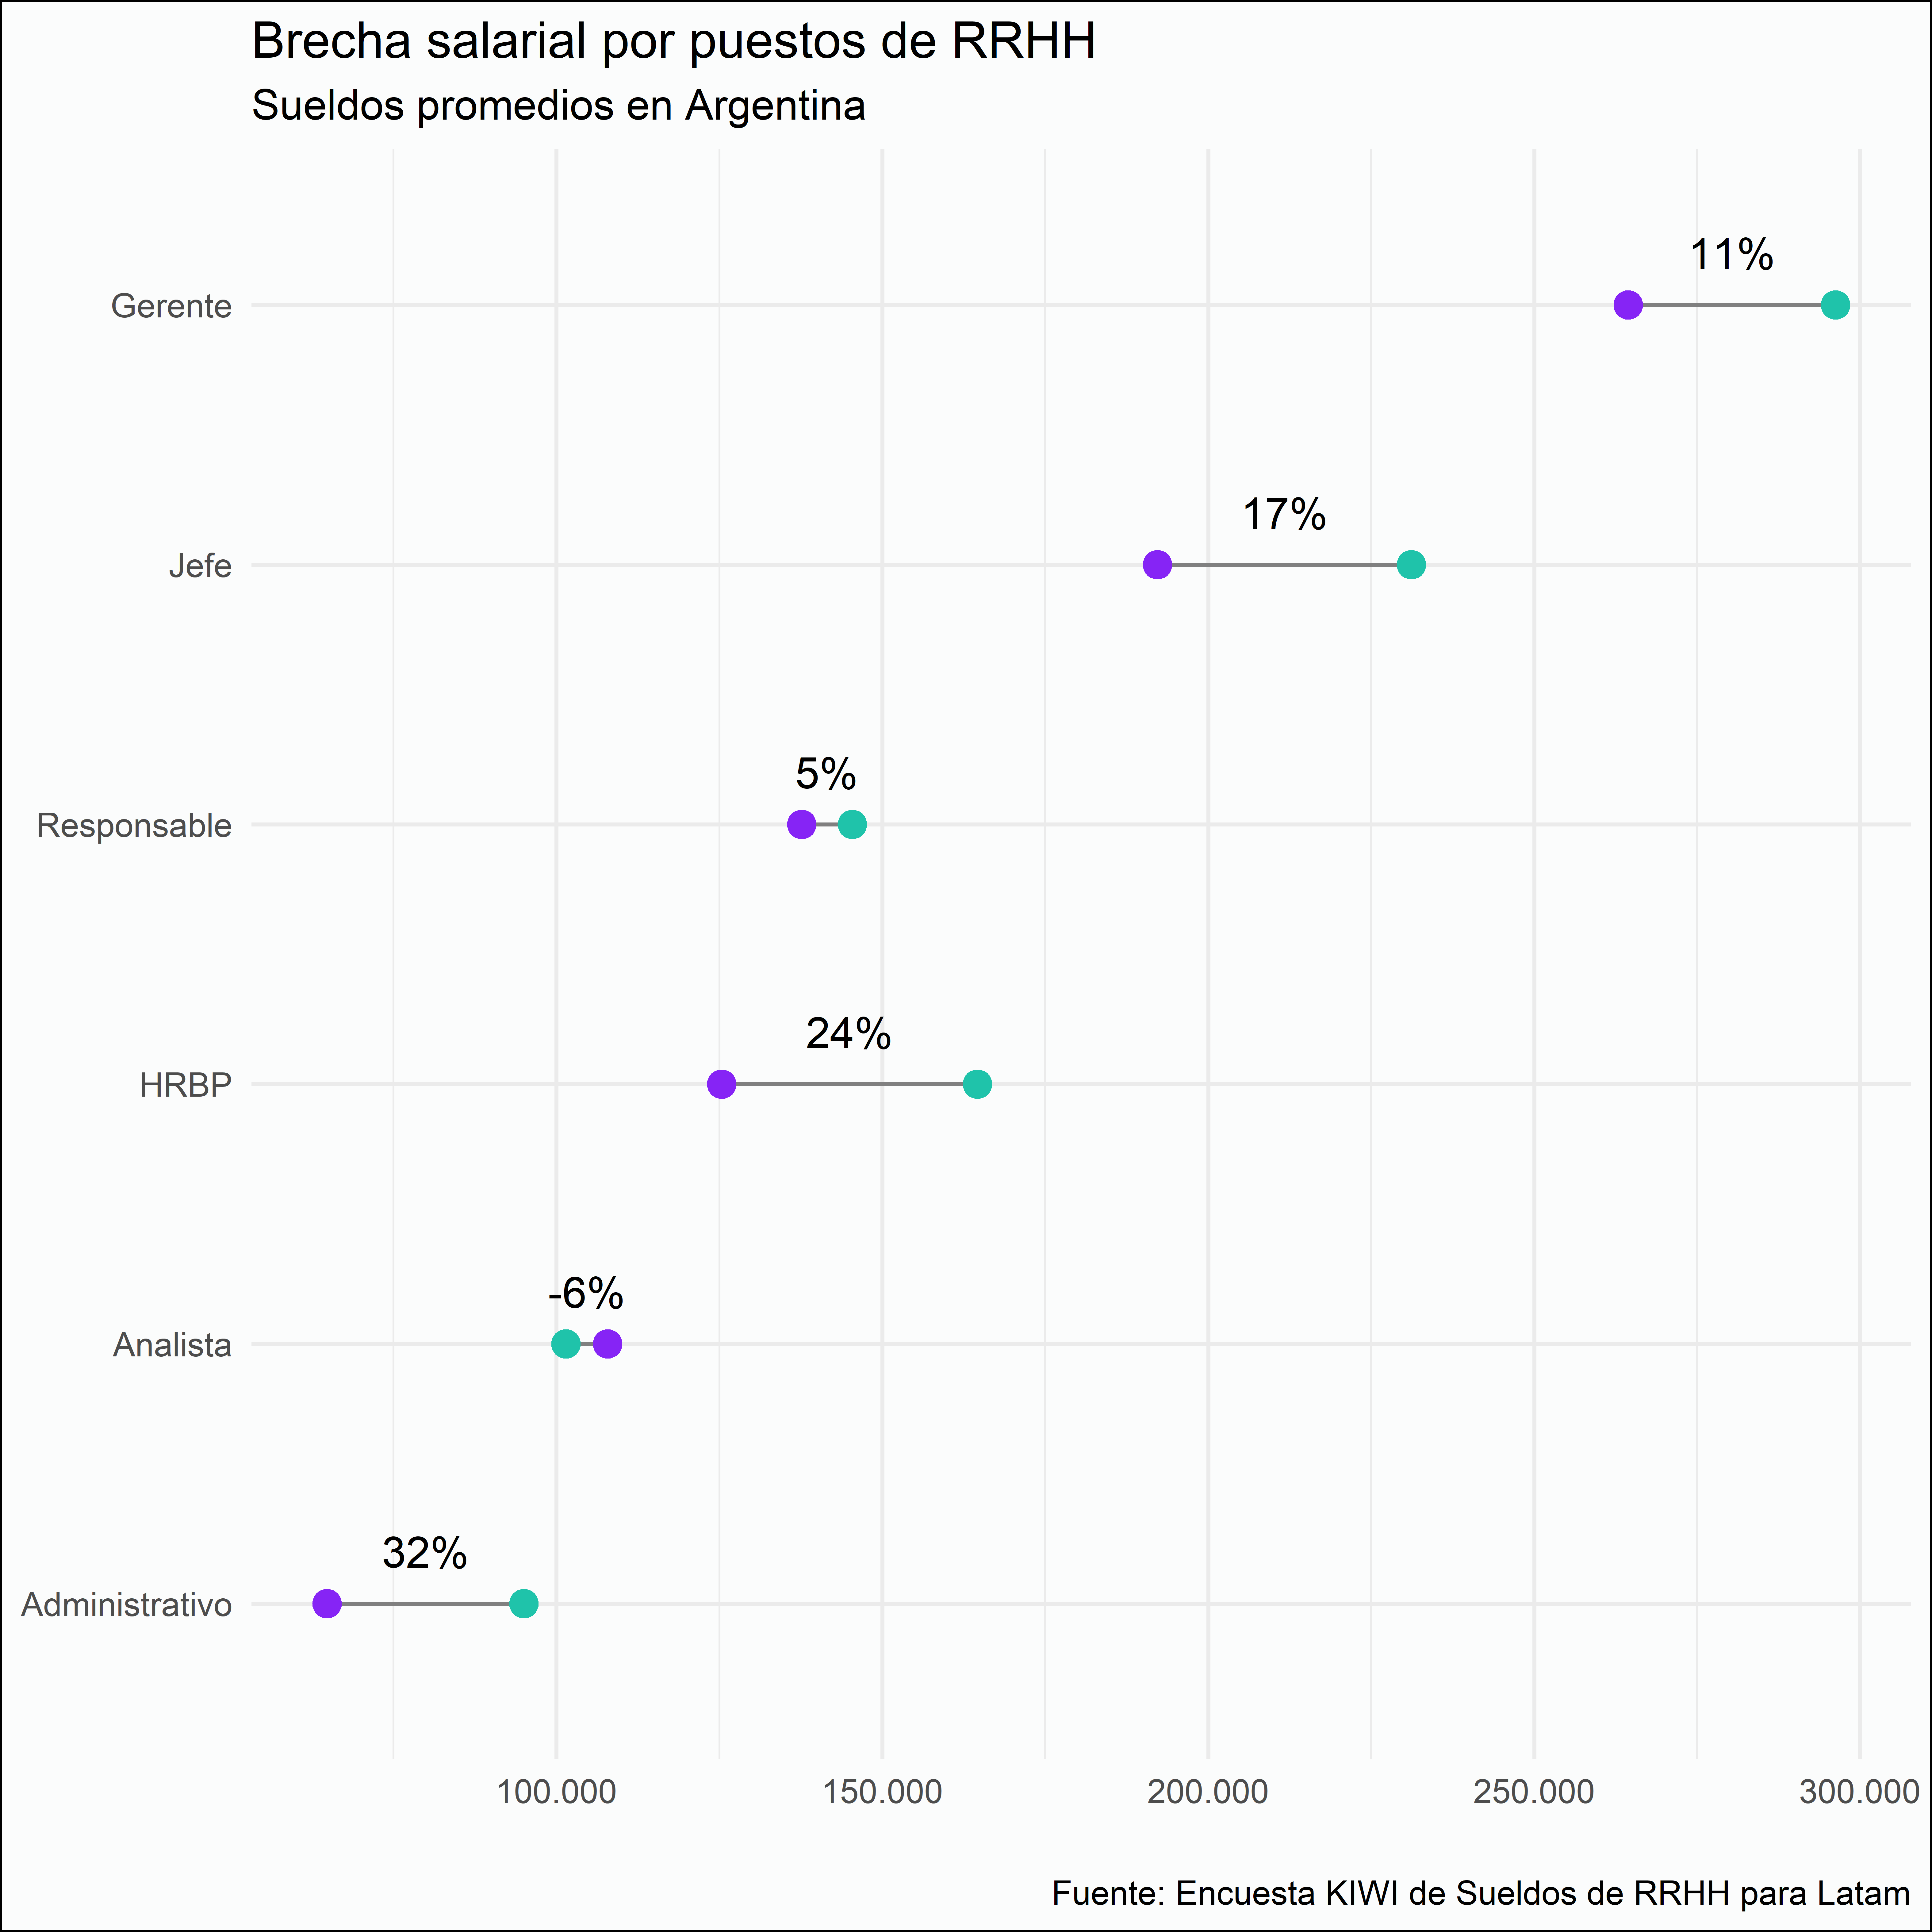 Brecha salarial por puestos de RRHH
Sueldos promedios en Argentina
11%
Gerente
17%
Jefe
5%
Responsable
24%
HRBP
-6%
Analista
32%
Administrativo
100.000 150.000 200.000 250.000 300.000
Fuente: Encuesta KIWI de Sueldos de RRHH para Latam